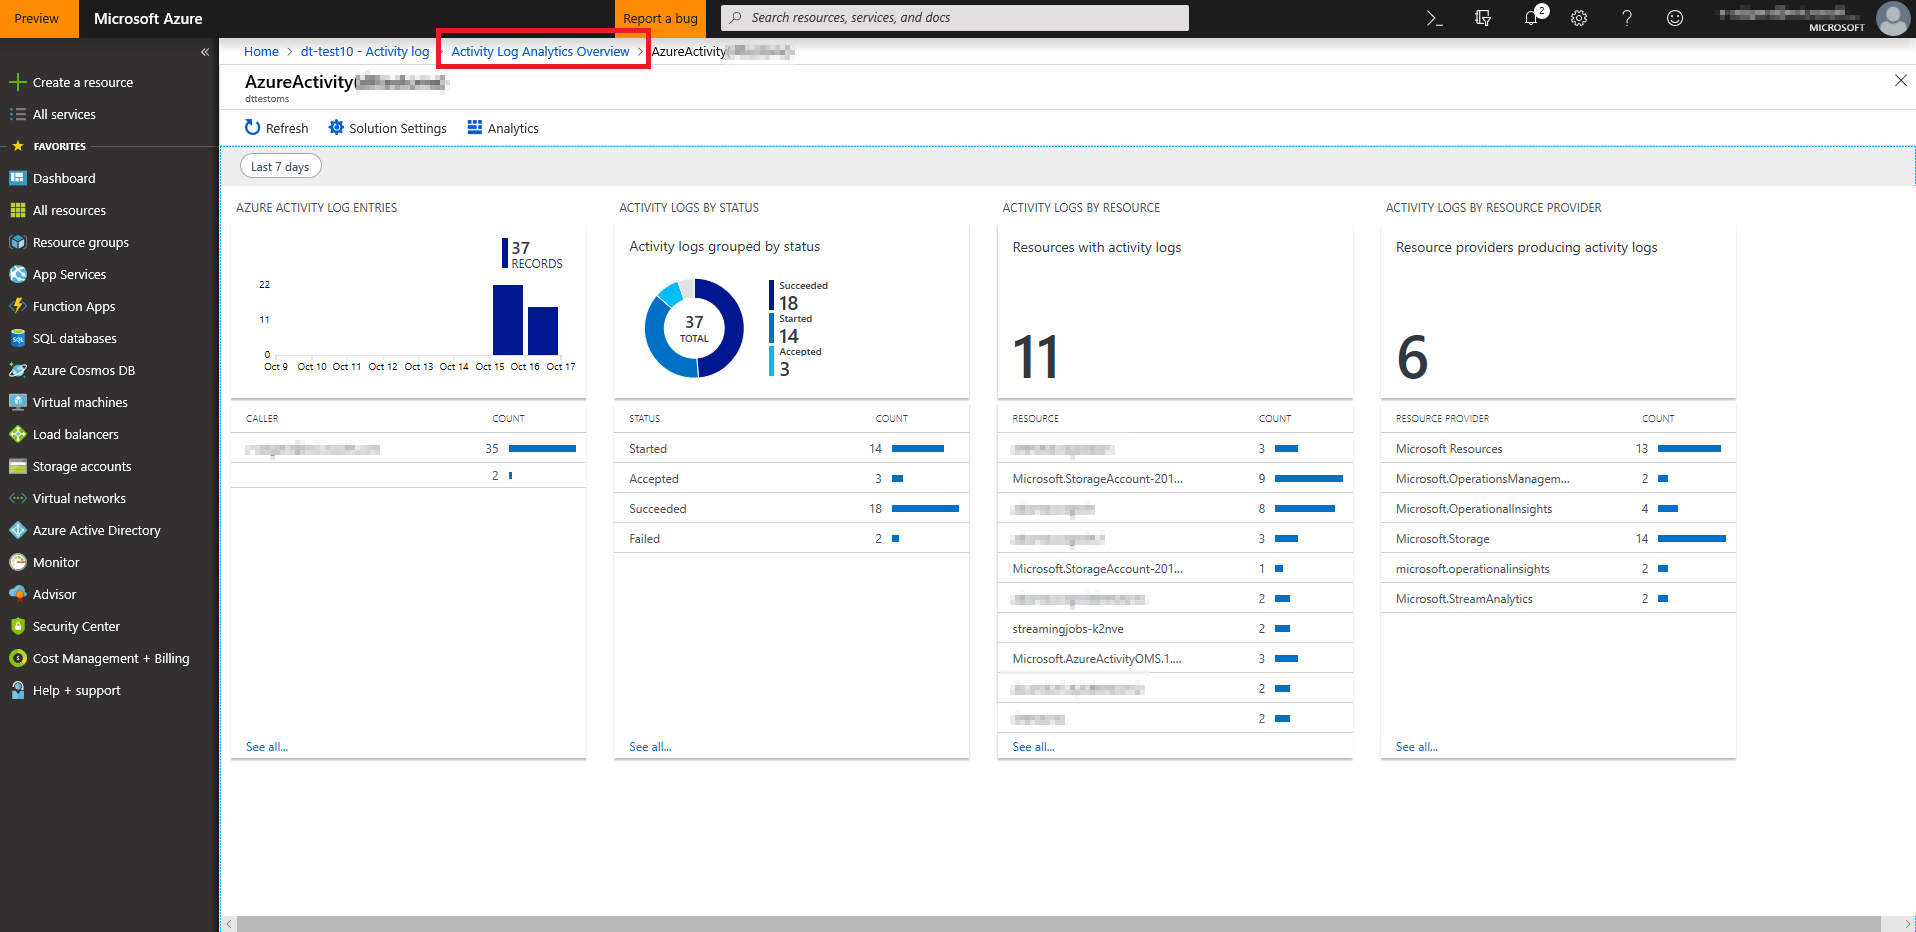 Preview
Microsoft Azure
Report a bug
Search resources, services, and docs
2
MICROSOFT
Home > dt-test10 - Activity log > Activity Log Analytics Overview > AzureActivity(
«
Create a resource
All services
FAVORITES
Dashboard
All resources
Resource groups
App Services
Function Apps
SQL databases
Azure Cosmos DB
Virtual machines
Load balancers
Storage accounts
Virtual networks
Azure Active Directory
Monitor
Advisor
Security Center
Cost Management + Billing
Help + support
AzureActivity(
dttestoms
Refresh
Solution Settings
Analytics
Last 7 days
AZURE ACTIVITY LOG ENTRIES
37
RECORDS
22
11
0
Oct 9 Oct 10 Oct 11 Oct 12 Oct 13 Oct 14 Oct 15 Oct 16 Oct 17
CALLER COUNT
35
2
See all...
ACTIVITY LOGS BY STATUS
Activity logs grouped by status
37
TOTAL
Succeeded
18
Started
14
Accepted
3
STATUS COUNT
Started 14
Accepted 3
Succeeded 18
Failed 2
See all...
ACTIVITY LOGS BY RESOURCE
Resources with activity logs
11
RESOURCE COUNT
3
Microsoft.StorageAccount-201... 9
8
3
Microsoft.StorageAccount-201... 1
2
streamingjobs-k2nve 2
Microsoft.AzureActivityOMS.1.... 3
2
2
See all...
ACTIVITY LOGS BY RESOURCE PROVIDER
Resource providers producing activity logs
6
RESOURCE PROVIDER COUNT
Microsoft Resources 13
Microsoft.OperationsManagem... 2
Microsoft.OperationalInsights 4
Microsoft.Storage 14
microsoft.operationalinsights 2
Microsoft.StreamAnalytics 2
See all...